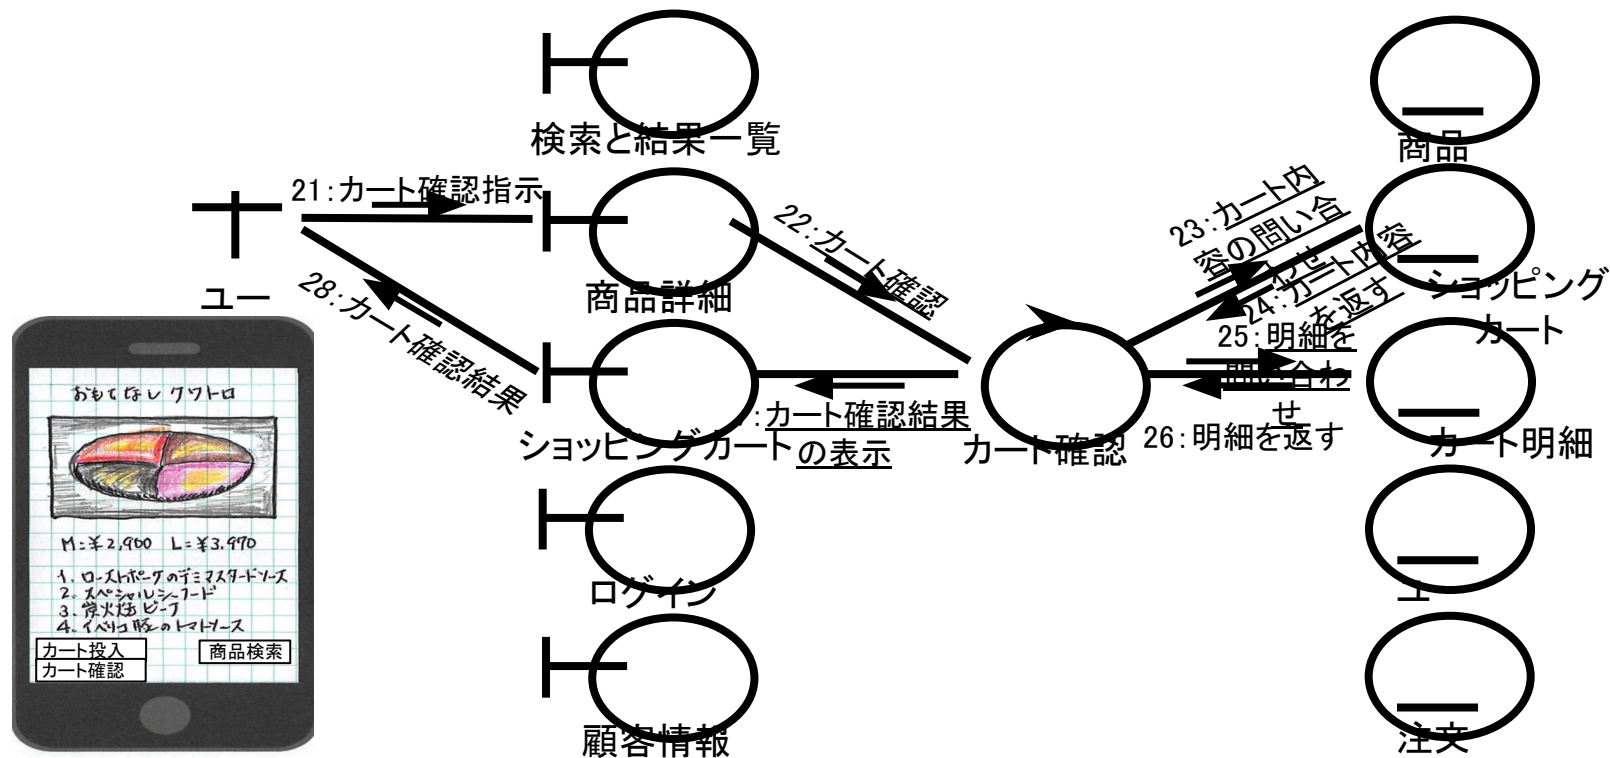 検索と結果一覧
商品
21：カート確認指示
22：カート確認
23：カート内
容の問い合
わせ
24：カート内容
を返す
ユー
商品詳細
ショッピング
カート
28：カート確認結果
25：明細を
問い合わ
せ
：カート確認結果
の表示
ショッピングカート
カート確認
26：明細を返す
カート明細
ログイン
ユ
顧客情報
注文
おもてなし クワトロ
M：¥2,900 L：¥3.970
1. ローストポークのデミマスタードソース
2. スペシャルシーフード
3. 炭火焼ビーフ
4. イベリコ豚のトマトソース
カート投入
商品検索
カート確認